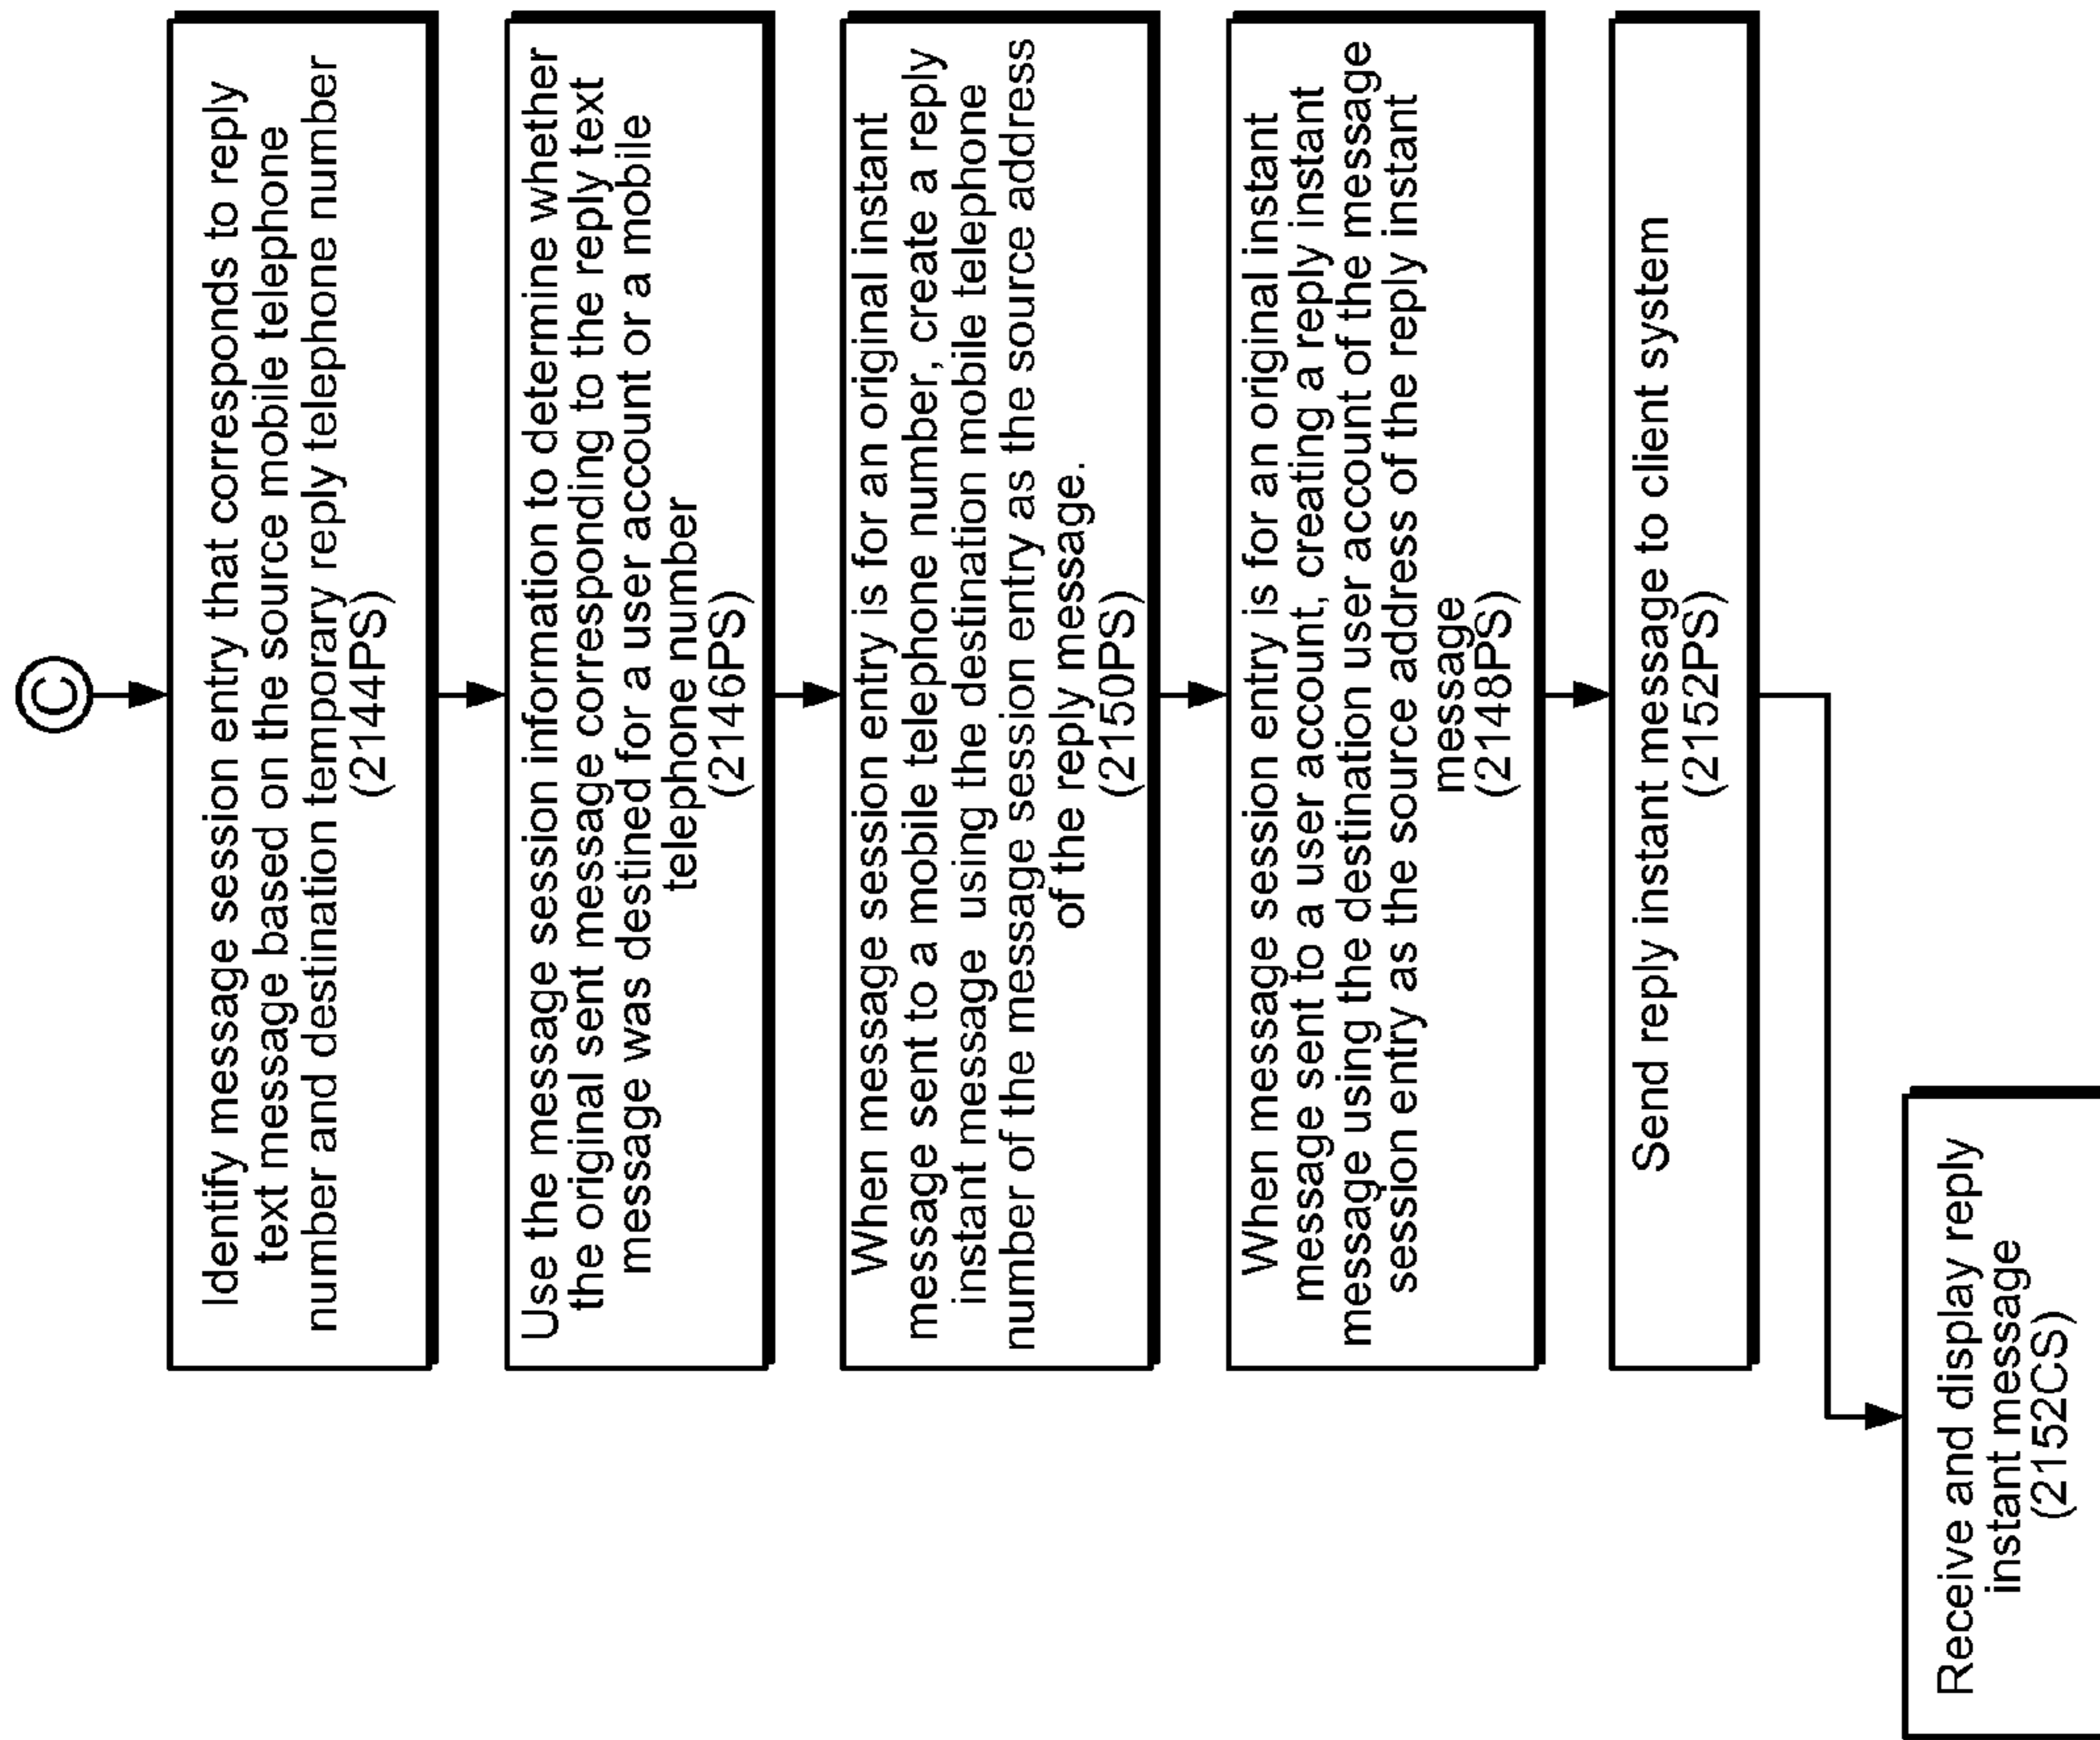 C
Identify message session entry that corresponds to reply
text message based on the source mobile telephone
number and destination temporary reply telephone number
(2144PS)
Use the message session information to determine whether
the original sent message corresponding to the reply text
message was destined for a user account or a mobile
telephone number
(2146PS)
When message session entry is for an original instant
message sent to a mobile telephone number, create a reply
instant message using the destination mobile telephone
number of the message session entry as the source address
of the reply message.
(2150PS)
When message session entry is for an original instant
message sent to a user account, creating a reply instant
message using the destination user account of the message
session entry as the source address of the reply instant
message
(2148PS)
Send reply instant message to client system
(2152PS)
Receive and display reply
instant message
(2152CS)